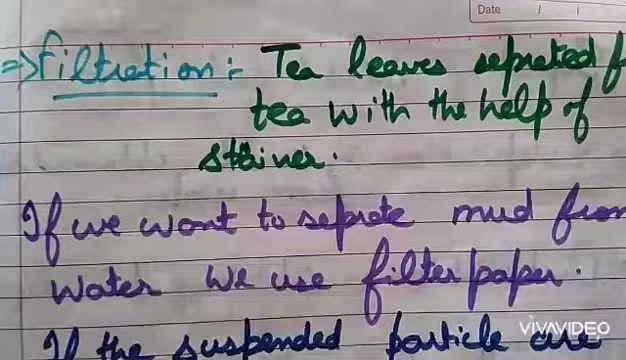 Date / /
=> Filtration :- Tea leaves seprated f
tea with the help of
stainer.
If we want to seprate mud from
water we use filter paper.
If the suspended particle are
VIVAVIDEO